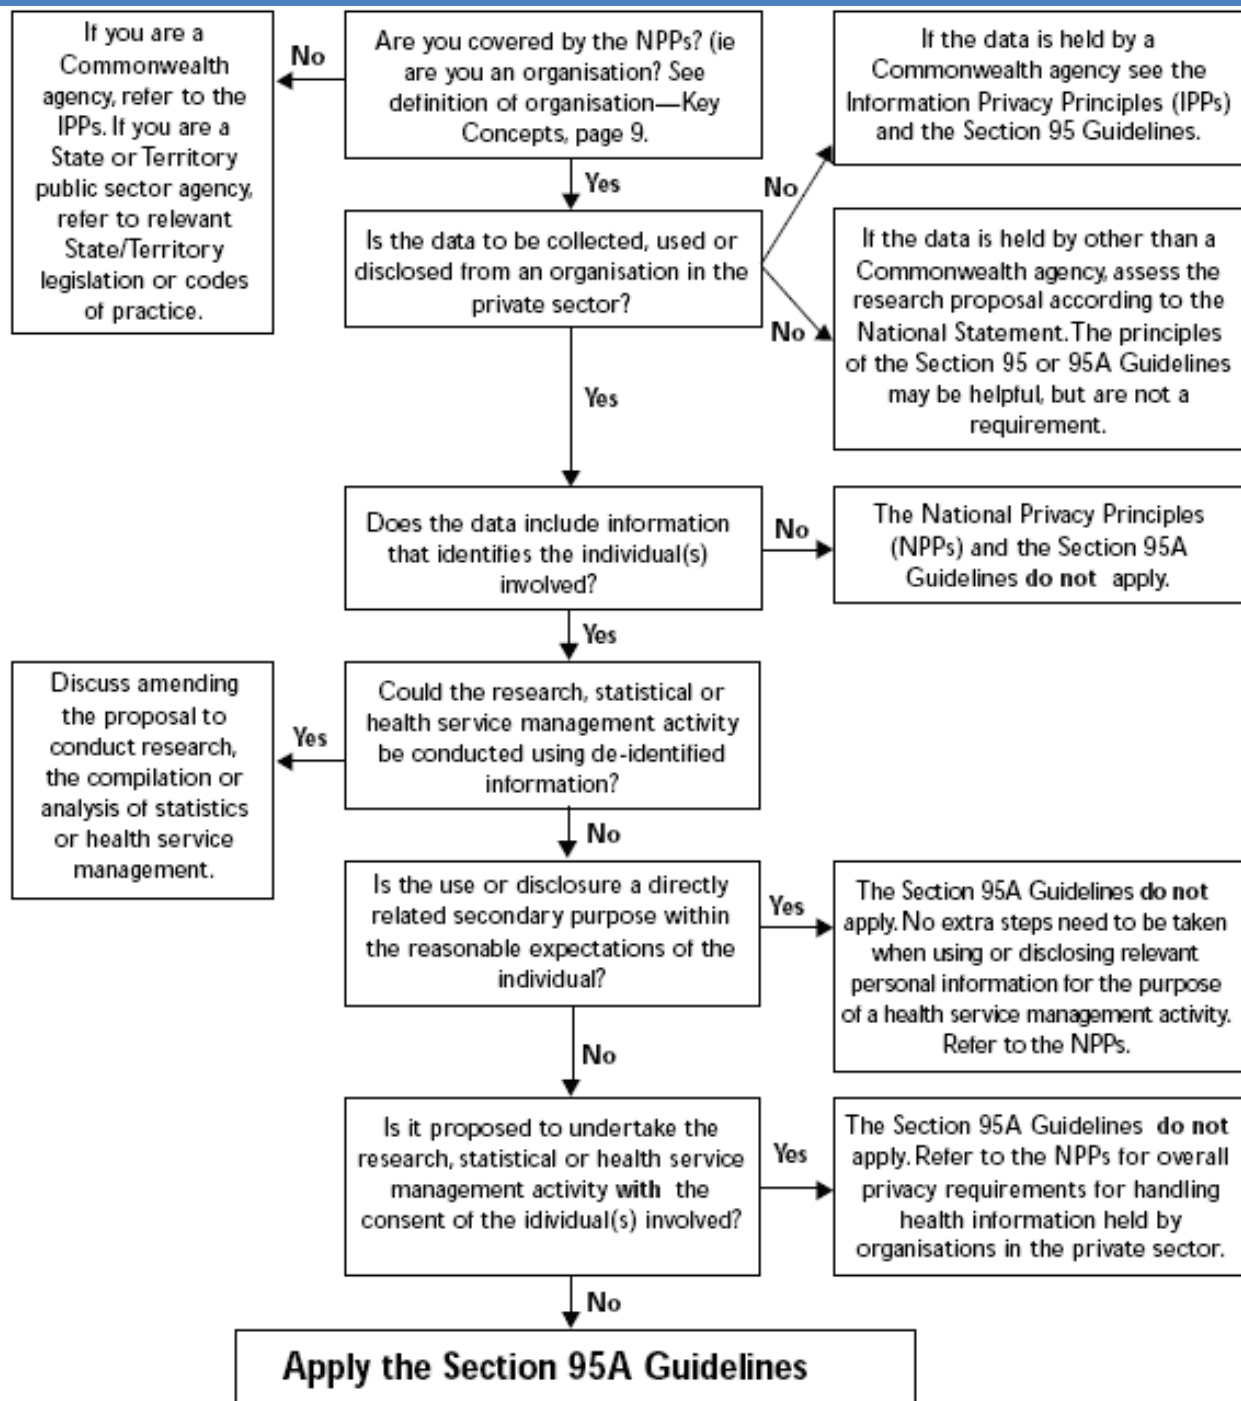 If you are a
Commonwealth
agency, refer to the
IPPs. If you are a
State or Territory
public sector agency,
refer to relevant
State/Territory
legislation or codes
of practice.
No
Are you covered by the NPPs? (ie
are you an organisation? See
definition of organisation—Key
Concepts, page 9.
If the data is held by a
Commonwealth agency see the
Information Privacy Principles (IPPs)
and the Section 95 Guidelines.
Yes
No
Is the data to be collected, used or
disclosed from an organisation in the
private sector?
No
If the data is held by other than a
Commonwealth agency, assess the
research proposal according to the
National Statement. The principles
of the Section 95 or 95A Guidelines
may be helpful, but are not a
requirement.
Yes
Does the data include information
that identifies the individual(s)
involved?
No
The National Privacy Principles
(NPPs) and the Section 95A
Guidelines do not apply.
Yes
Discuss amending
the proposal to
conduct research,
the compilation or
analysis of statistics
or health service
management.
Yes
Could the research, statistical or
health service management activity
be conducted using de-identified
information?
No
Is the use or disclosure a directly
related secondary purpose within
the reasonable expectations of the
individual?
Yes
The Section 95A Guidelines do not
apply. No extra steps need to be taken
when using or disclosing relevant
personal information for the purpose
of a health service management activity.
Refer to the NPPs.
No
Is it proposed to undertake the
research, statistical or health service
management activity with the
consent of the idividual(s) involved?
Yes
The Section 95A Guidelines do not
apply. Refer to the NPPs for overall
privacy requirements for handling
health information held by
organisations in the private sector.
No
Apply the Section 95A Guidelines